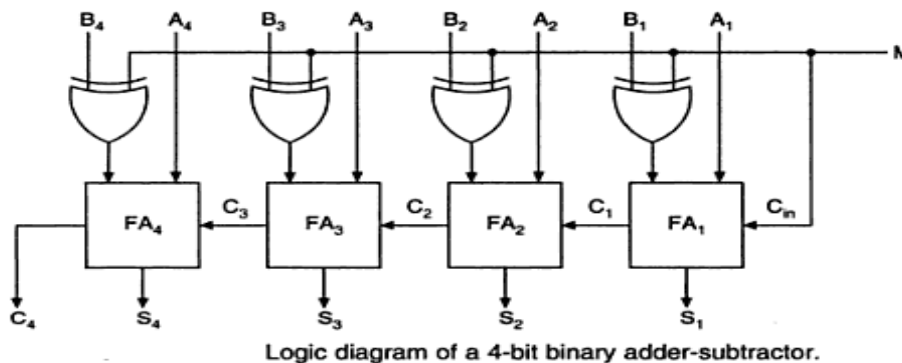 B₄ A₄ B₃ A₃ B₂ A₂ B₁ A₁
M
FA₄ C₃ FA₃ C₂ FA₂ C₁ FA₁ Cᵢₙ
C₄ S₄ S₃ S₂ S₁
Logic diagram of a 4-bit binary adder-subtractor.